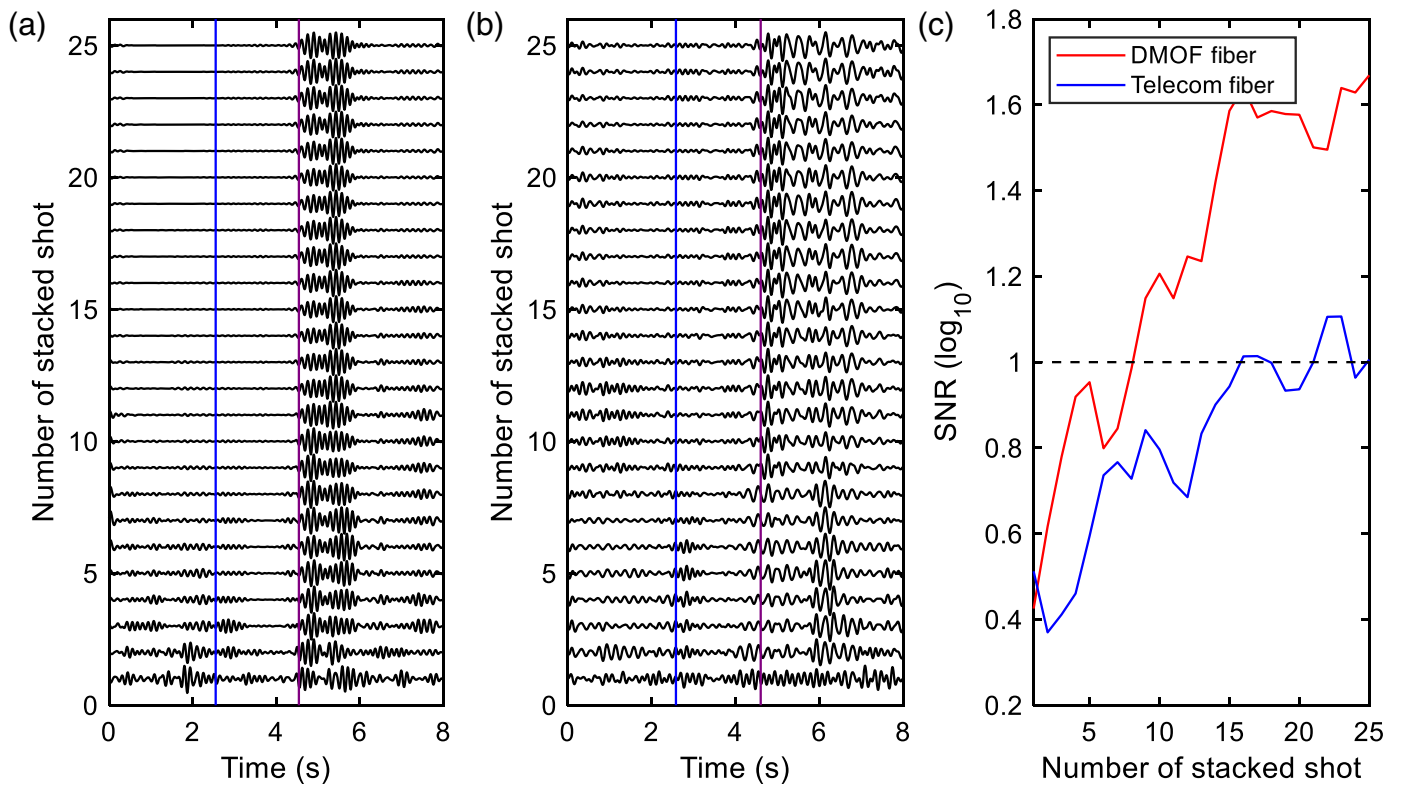 (a)
25
20
15
10
5
0
Number of stacked shot
0 2 4 6 8
Time (s)
(b)
25
20
15
10
5
0
Number of stacked shot
0 2 4 6 8
Time (s)
(c)
1.8
1.6
1.4
1.2
1
0.8
0.6
0.4
0.2
SNR (log10)
DMOF fiber
Telecom fiber
5 10 15 20 25
Number of stacked shot